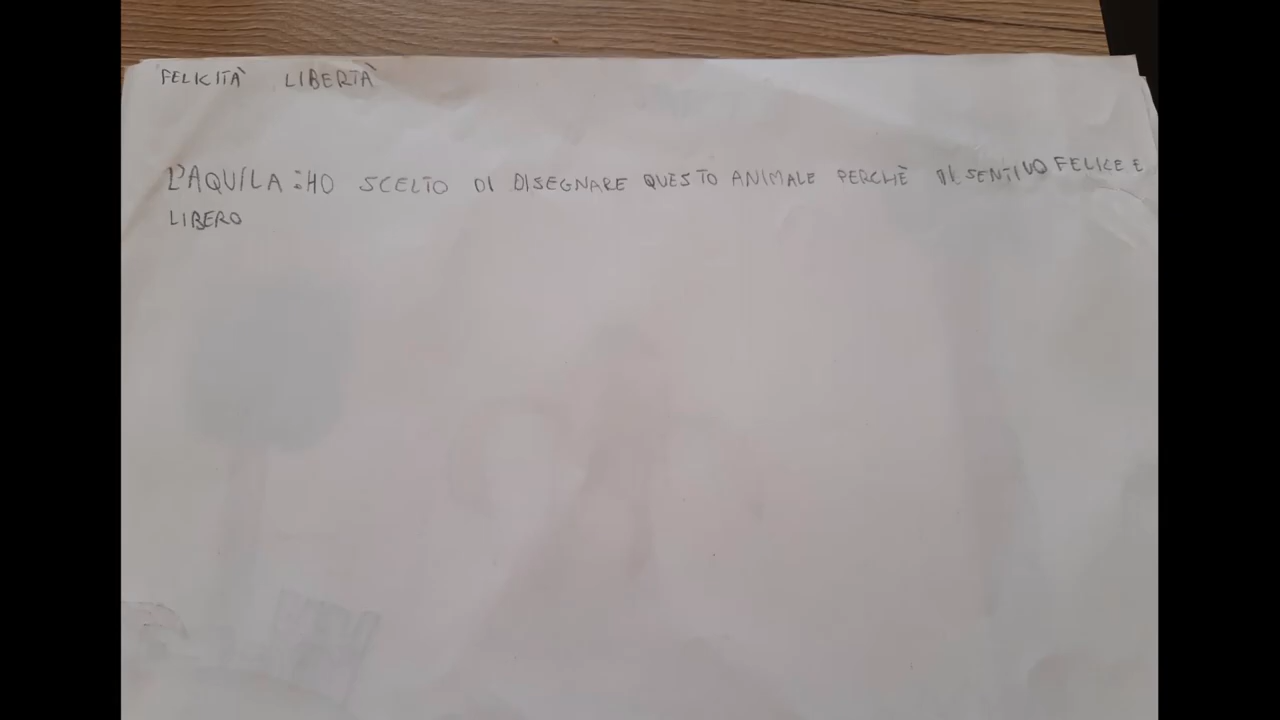 FELICITÀ LIBERTÀ
L'AQUILA: HO SCELTO DI DISEGNARE QUESTO ANIMALE PERCHÈ MI SENTIVO FELICE E
LIBERO